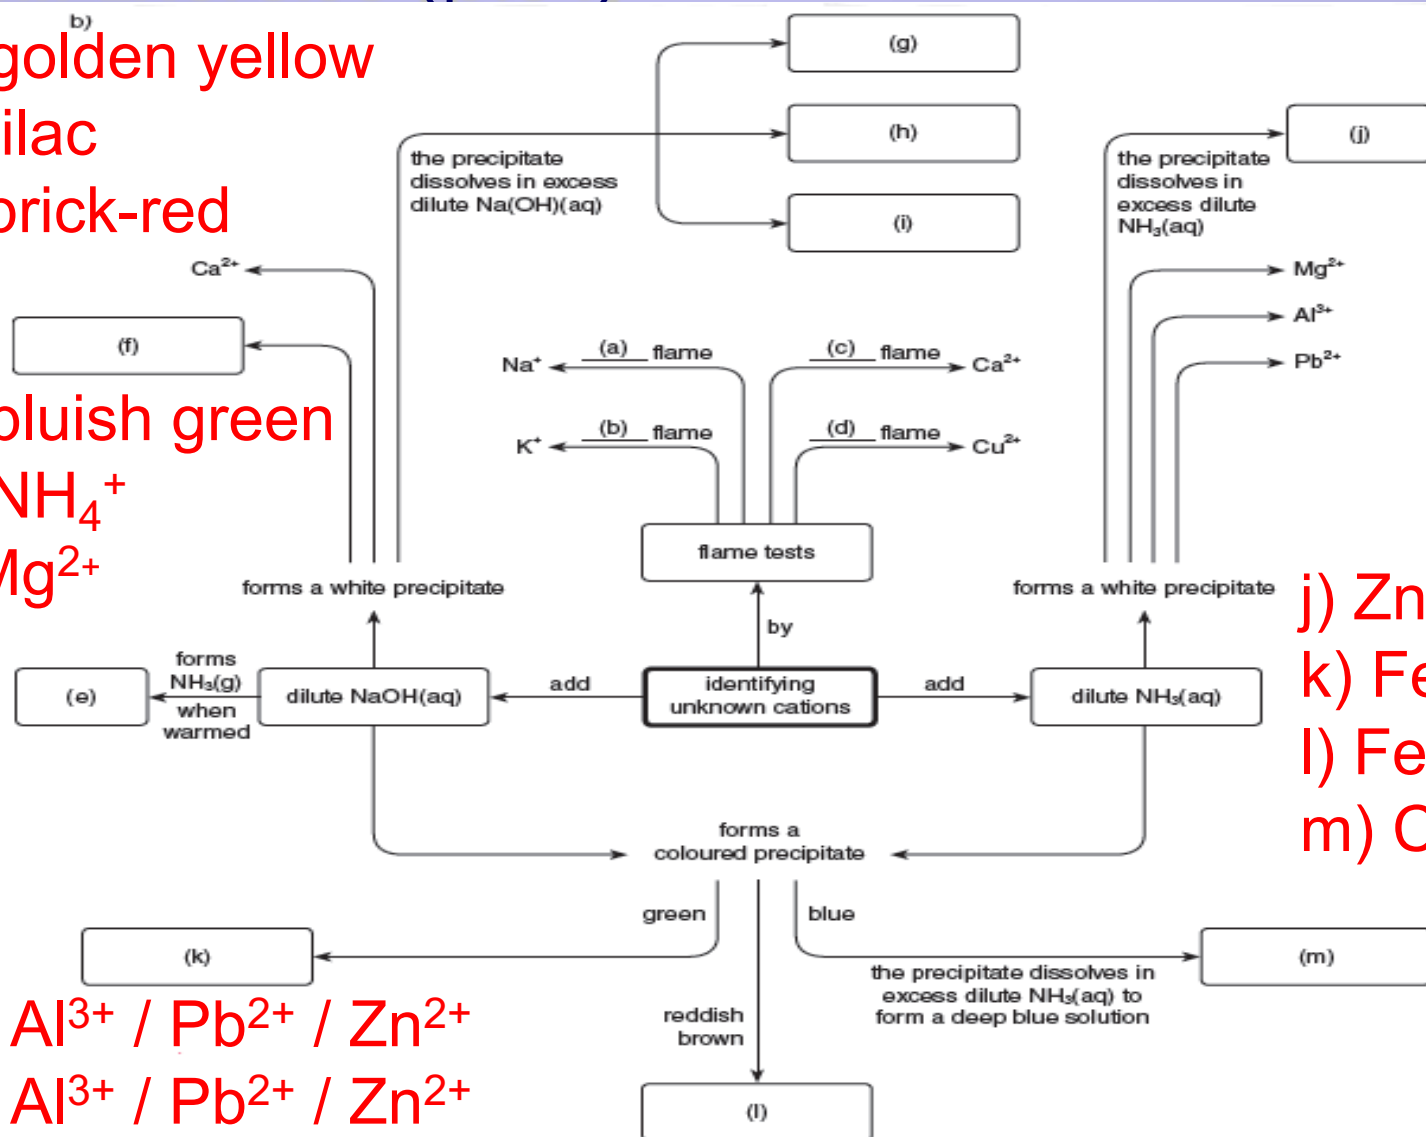 b)
golden yellow
ilac
brick-red
(g)
(h)
(i)
the precipitate
dissolves in excess
dilute Na(OH)(aq)
(j)
the precipitate
dissolves in
excess dilute
NH₃(aq)
Ca²⁺
Mg²⁺
Al³⁺
Pb²⁺
(f)
Na⁺ (a) flame
(c) flame Ca²⁺
K⁺ (b) flame
(d) flame Cu²⁺
bluish green
NH₄⁺
Mg²⁺
flame tests
forms a white precipitate
forms a white precipitate
by
j) Zn
k) Fe
l) Fe
m) C
(e)
forms
NH₃(g)
when
warmed
dilute NaOH(aq)
add
identifying
unknown cations
add
dilute NH₃(aq)
forms a
coloured precipitate
green
blue
(k)
(m)
the precipitate dissolves in
excess dilute NH₃(aq) to
form a deep blue solution
reddish
brown
Al³⁺ / Pb²⁺ / Zn²⁺
Al³⁺ / Pb²⁺ / Zn²⁺
(l)